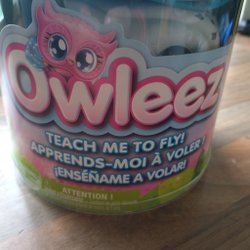 Owleez
TEACH ME TO FLY!
APPRENDS-MOI À VOLER!
¡ENSÉÑAME A VOLAR!
ATTENTION !